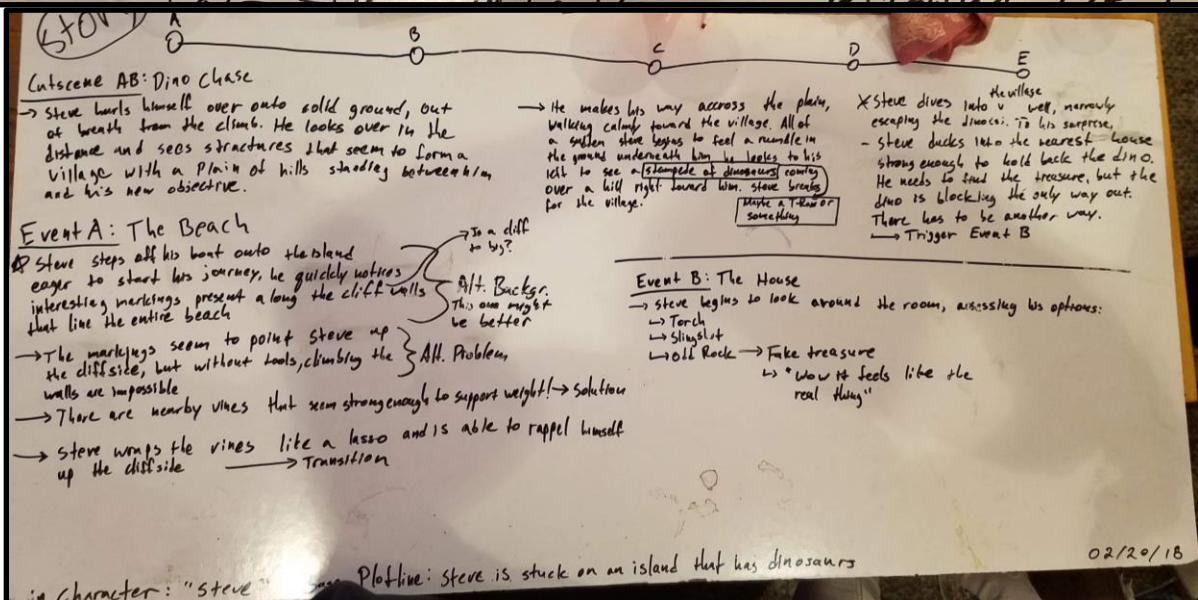 Story
A
B
C
D
E
Cutscene AB: Dino Chase
→ Steve hurls himself over onto solid ground, out
of breath from the climb. He looks over in the
distance and sees structures that seem to form a
village with a Plain of hills standing between him
and his new objective.
→ He makes his way accross the plain,
walking calmly toward the village. All of
a sudden steve begins to feel a rumble in
the ground underneath him he looks to his
left to see a stampede of dinosaurs coming
over a hill right toward him. Steve breaks
for the village.
Maybe a T-Rex or
something
the village
X Steve dives into v well, narrowly
escaping the dinosai. To his surprise,
- Steve ducks into the nearest house
strong enough to hold back the dino.
He needs to find the treasure, but the
dino is blocking the only way out.
There has to be another way.
→ Trigger Event B
Event A: The Beach
Steve steps off his boat onto the island
eager to start his journey, he quickly notices
interesting markings present along the cliff walls
that line the entire beach
→ Is a cliff
to big?
Alt. Backgr.
This one might
be better
→ The markings seem to point Steve up
the cliffside, but without tools, climbing the
walls are impossible
Alt. Problem
→ There are nearby vines that seem strong enough to support weight! → Solution
→ Steve wraps the vines like a lasso and is able to rappel himself
up the cliffside → Transition
Event B: The House
→ Steve begins to look around the room, assessing his options:
↳ Torch
↳ Slingshot
↳ Odd Rock → Fake treasure
↳ "Wow it feels like the
real thing"
02/20/18
Character: "Steve"
Plotline: Steve is stuck on an island that has dinosaurs